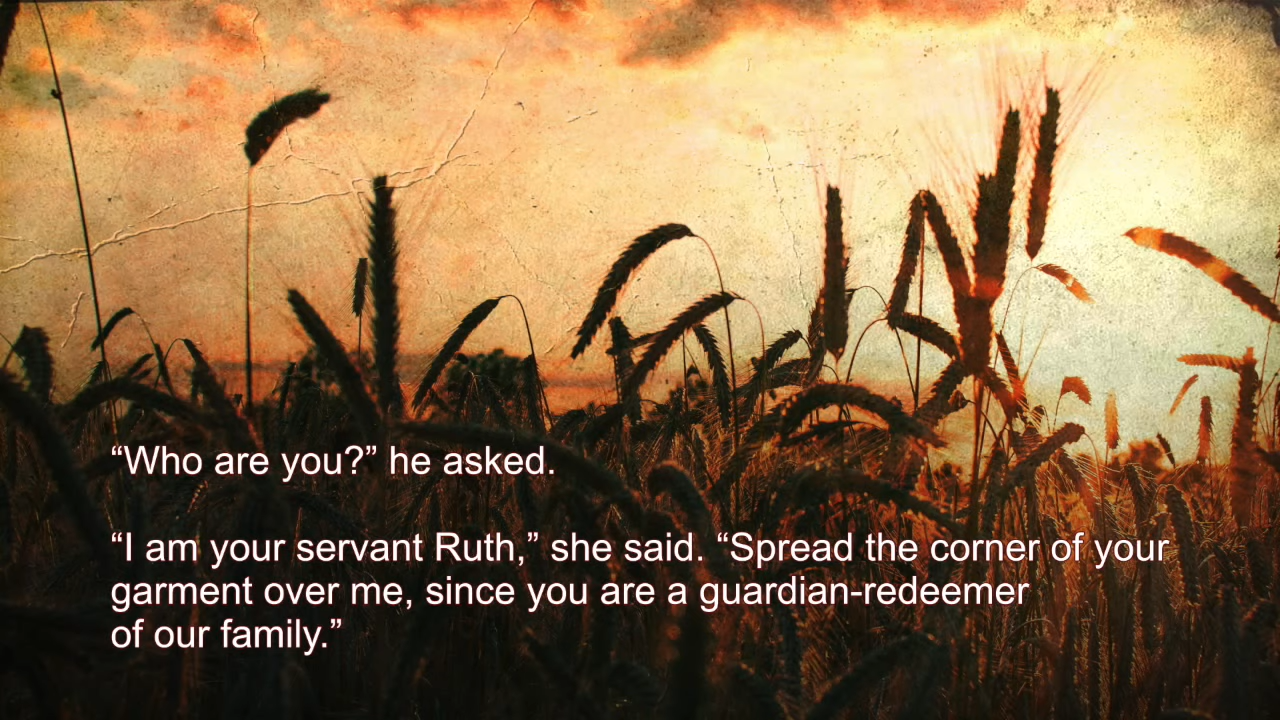 “Who are you?” he asked.
“I am your servant Ruth,” she said. “Spread the corner of your
garment over me, since you are a guardian-redeemer
of our family.”